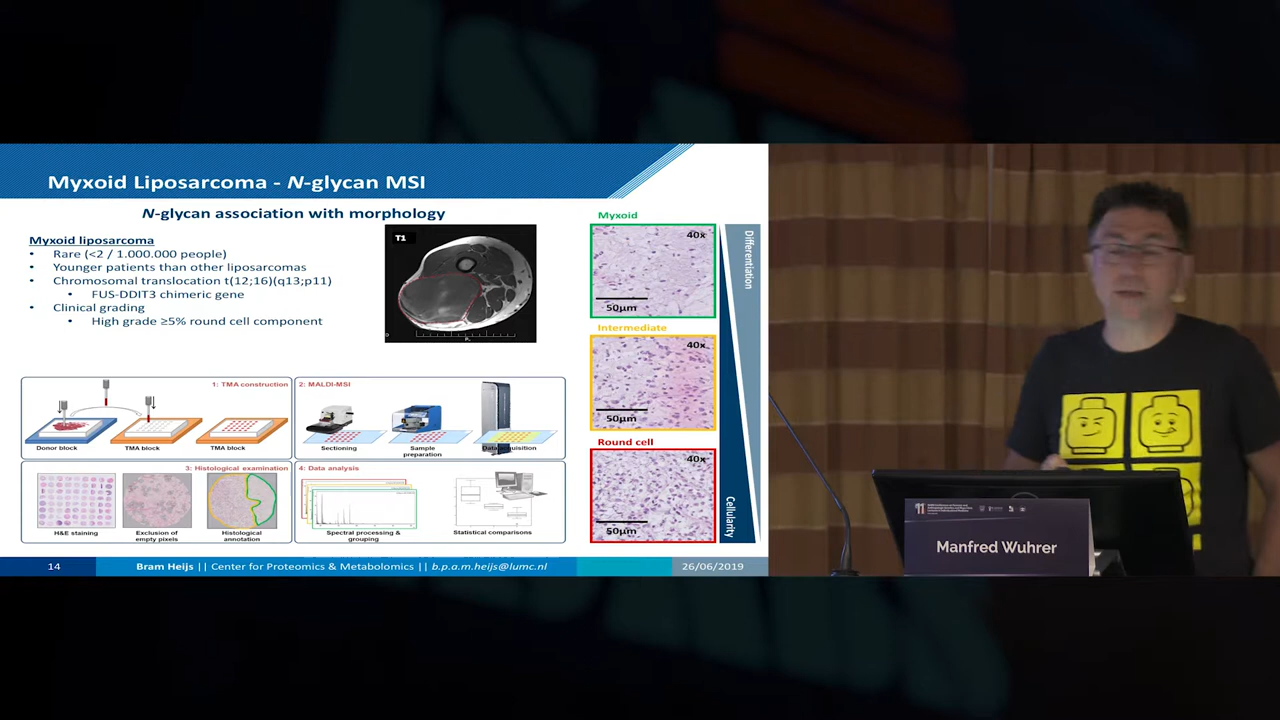 Myxoid Liposarcoma - N-glycan MSI
N-glycan association with morphology
Myxoid liposarcoma
• Rare (<2 / 1.000.000 people)
• Younger patients than other liposarcomas
• Chromosomal translocation t(12;16)(q13;p11)
• FUS-DDIT3 chimeric gene
• Clinical grading
• High grade ≥5% round cell component
T1
Myxoid
40x
50µm
Intermediate
40x
50µm
Round cell
40x
50µm
Differentiation
Cellularity
1: TMA construction
Donor block
TMA block
TMA block
2: MALDI-MSI
Sectioning
Sample
preparation
Data acquisition
3: Histological examination
H&E staining
Exclusion of
empty pixels
Histological
annotation
4: Data analysis
Spectral processing &
grouping
Statistical comparisons
14
Bram Heijs || Center for Proteomics & Metabolomics || b.p.a.m.heijs@lumc.nl
26/06/2019
11
Manfred Wuhrer